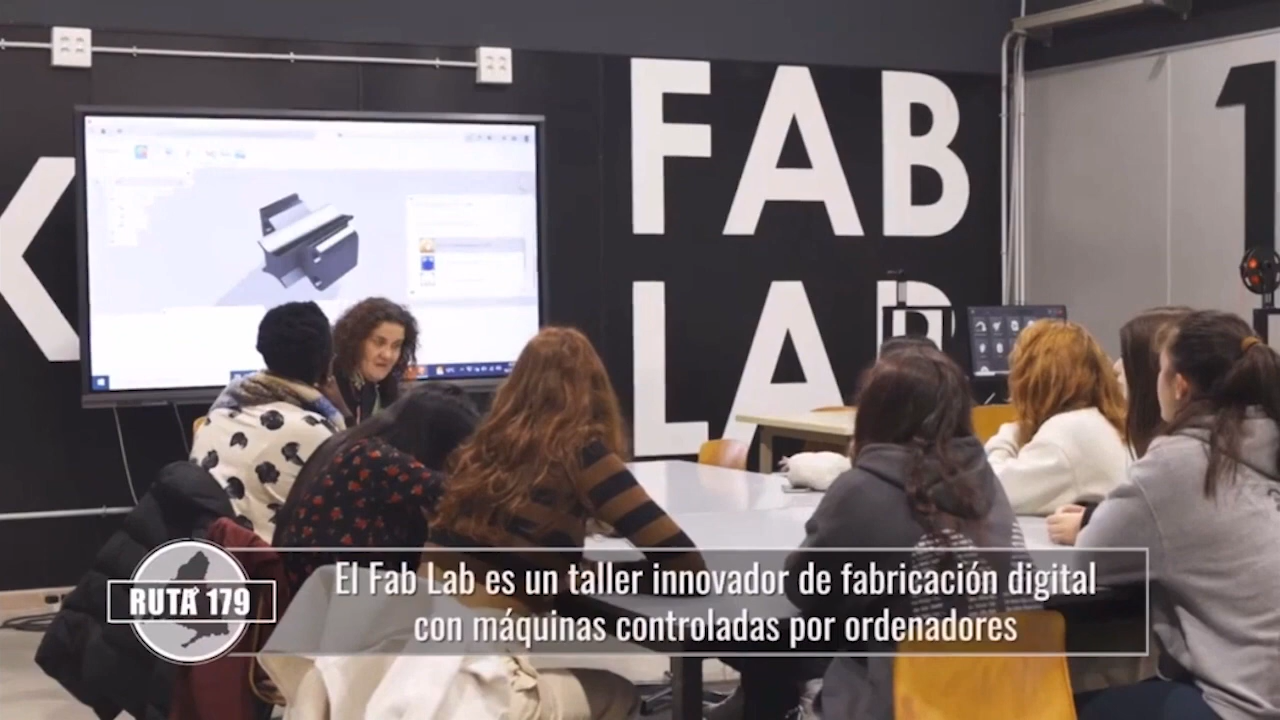 K
FAB
LAB
1
RUTA 179
El Fab Lab es un taller innovador de fabricación digital
con máquinas controladas por ordenadores